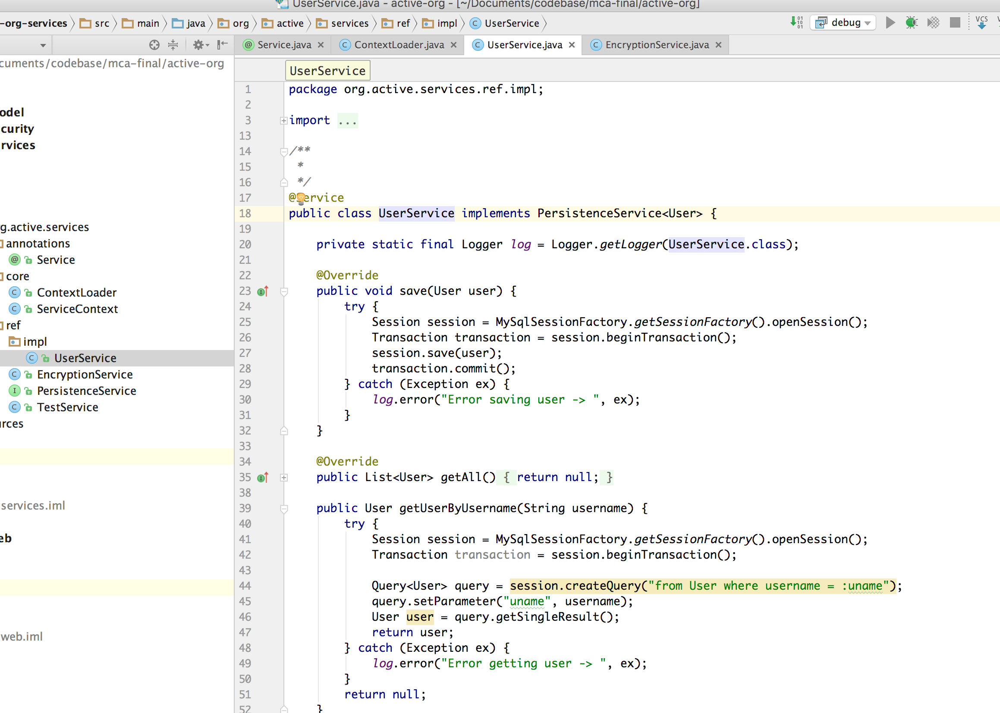 UserService.java - active-org - [~/Documents/codebase/mca-final/active-org]
-org-services src main java org active services ref impl UserService debug VCS
Service.java ContextLoader.java UserService.java EncryptionService.java
cuments/codebase/mca-final/active-org
odel
curity
rvices
g.active.services
annotations
Service
core
ContextLoader
ServiceContext
ref
impl
UserService
EncryptionService
PersistenceService
TestService
urces
services.iml
eb
web.iml
UserService
1 package org.active.services.ref.impl;
2
3 import ...
13
14 /**
15 *
16 */
17 @Service
18 public class UserService implements PersistenceService<User> {
19
20 private static final Logger log = Logger.getLogger(UserService.class);
21
22 @Override
23 public void save(User user) {
24 try {
25 Session session = MySqlSessionFactory.getSessionFactory().openSession();
26 Transaction transaction = session.beginTransaction();
27 session.save(user);
28 transaction.commit();
29 } catch (Exception ex) {
30 log.error("Error saving user -> ", ex);
31 }
32 }
33
34 @Override
35 public List<User> getAll() { return null; }
38
39 public User getUserByUsername(String username) {
40 try {
41 Session session = MySqlSessionFactory.getSessionFactory().openSession();
42 Transaction transaction = session.beginTransaction();
43
44 Query<User> query = session.createQuery("from User where username = :uname");
45 query.setParameter("uname", username);
46 User user = query.getSingleResult();
47 return user;
48 } catch (Exception ex) {
49 log.error("Error getting user -> ", ex);
50 }
51 return null;
52 }